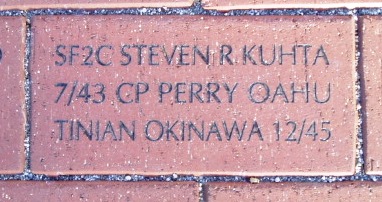 SF2C STEVEN R KUHTA
7/43 CP PERRY OAHU
TINIAN OKINAWA 12/45